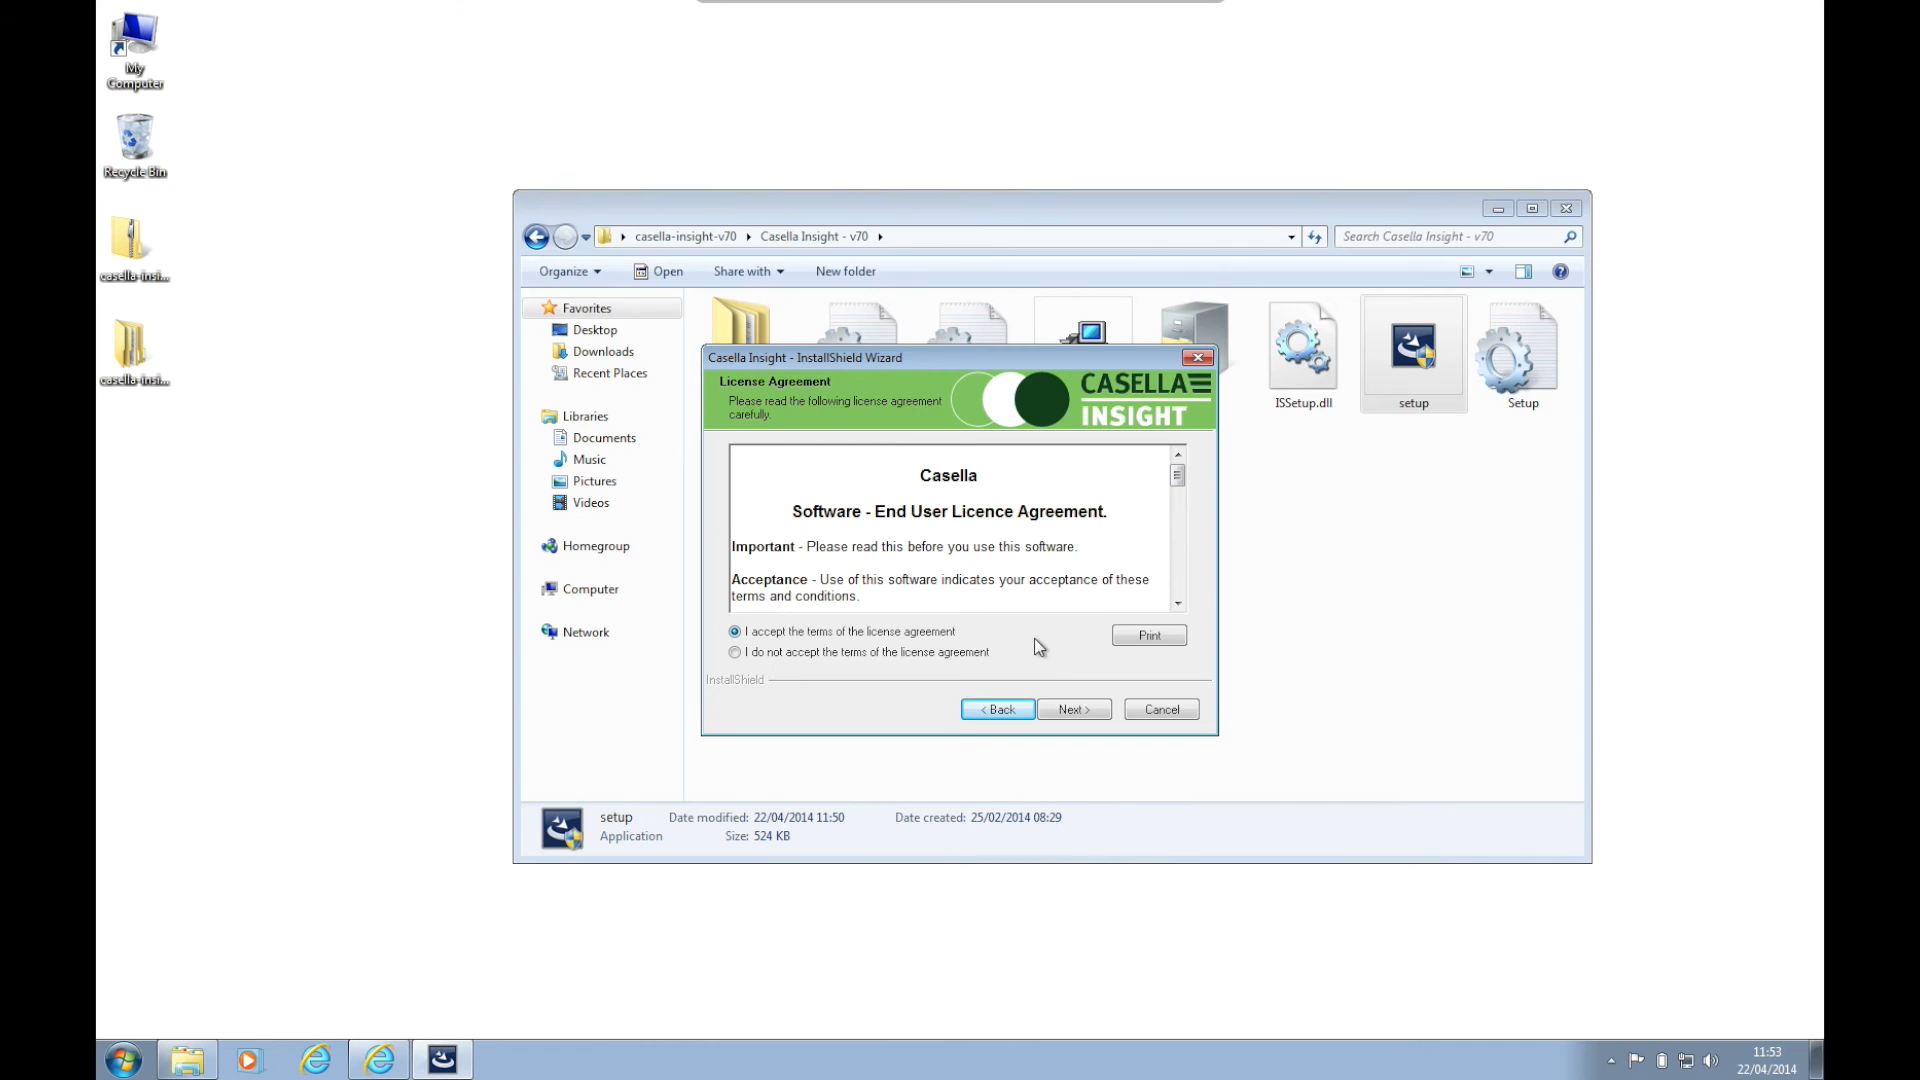 My
Computer
Recycle Bin
casella-insi...
casella-insi...
casella-insight-v70
Casella Insight - v70
Search Casella Insight - v70
Organize
Open
Share with
New folder
Favorites
Desktop
Downloads
Recent Places
Libraries
Documents
Music
Pictures
Videos
Homegroup
Computer
Network
ISSetup.dll
setup
Setup
Casella Insight - InstallShield Wizard
License Agreement
Please read the following license agreement
carefully.
CASELLA
INSIGHT
Casella
Software - End User Licence Agreement.
Important - Please read this before you use this software.
Acceptance - Use of this software indicates your acceptance of these
terms and conditions.
I accept the terms of the license agreement
I do not accept the terms of the license agreement
Print
InstallShield
< Back
Next >
Cancel
setup
Date modified: 22/04/2014 11:50
Date created: 25/02/2014 08:29
Application
Size: 524 KB
11:53
22/04/2014